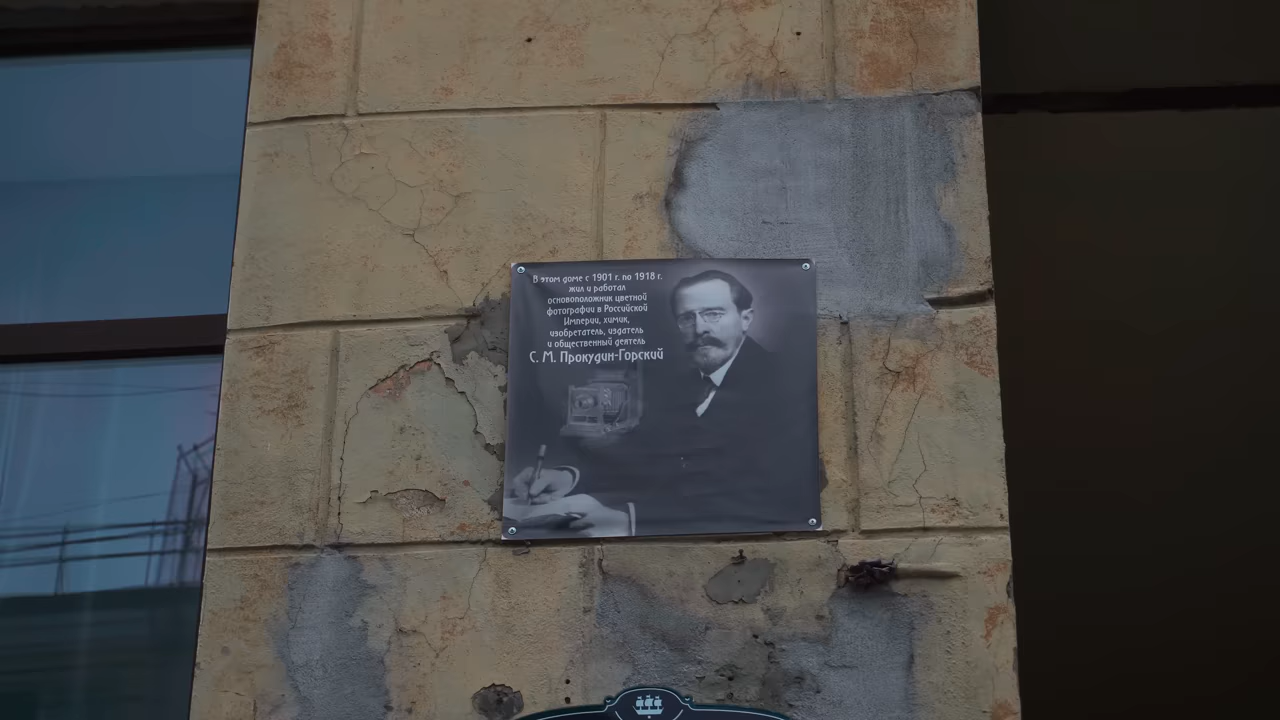 В этом доме с 1901 г. по 1918 г.
жил и работал
основоположник цветной
фотографии в Российской
Империи, химик,
изобретатель, издатель
и общественный деятель
С. М. Прокудин-Горский